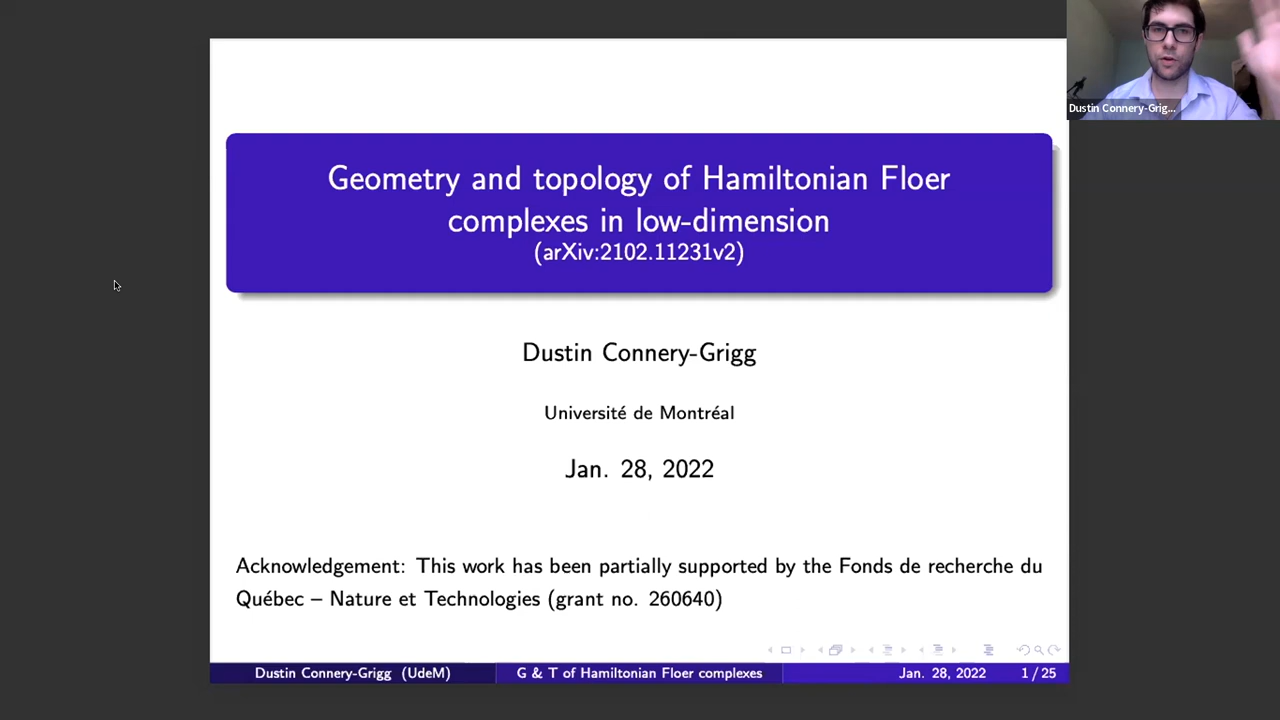 Dustin Connery-Grig...
Geometry and topology of Hamiltonian Floer
complexes in low-dimension
(arXiv:2102.11231v2)
Dustin Connery-Grigg
Université de Montréal
Jan. 28, 2022
Acknowledgement: This work has been partially supported by the Fonds de recherche du
Québec – Nature et Technologies (grant no. 260640)
Dustin Connery-Grigg (UdeM) G & T of Hamiltonian Floer complexes Jan. 28, 2022 1 / 25